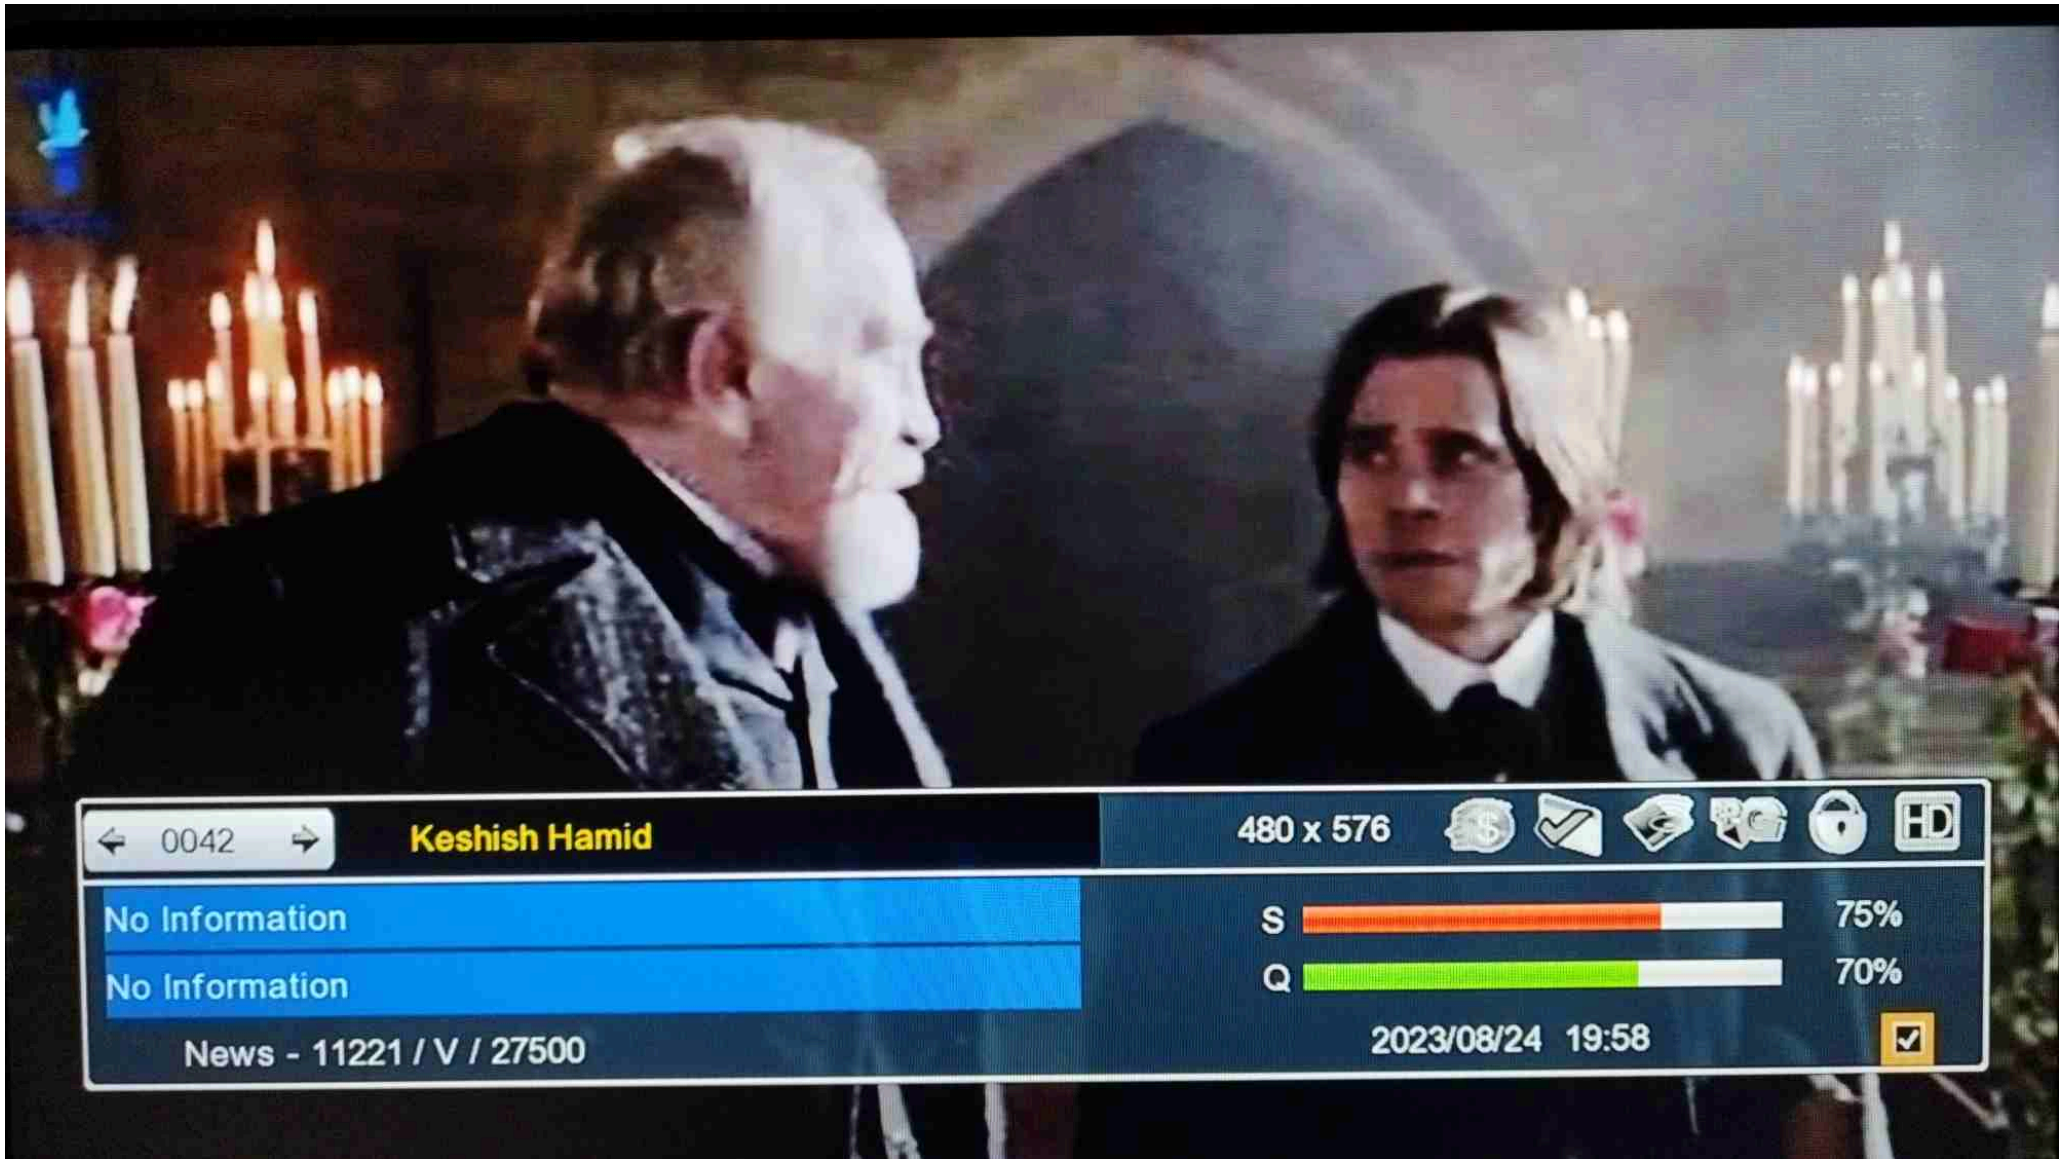 0042 Keshish Hamid 480 x 576 HD
No Information
S 75%
No Information
Q 70%
News - 11221 / V / 27500 2023/08/24 19:58